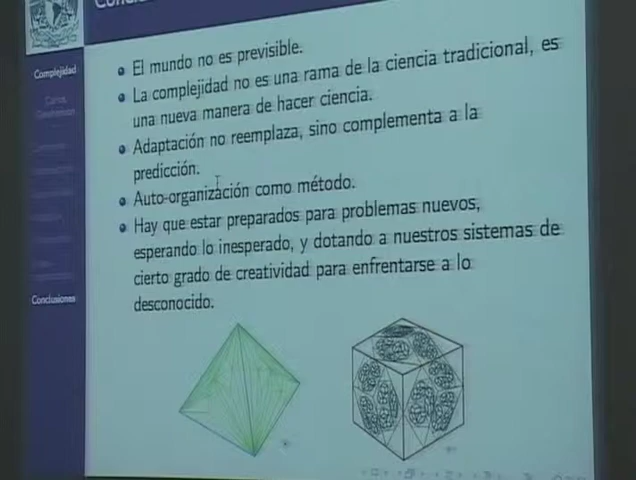 Complejidad
Carlos
Gershenson
Conclusiones
El mundo no es previsible.
La complejidad no es una rama de la ciencia tradicional, es
una nueva manera de hacer ciencia.
Adaptación no reemplaza, sino complementa a la
predicción.
Auto-organización como método.
Hay que estar preparados para problemas nuevos,
esperando lo inesperado, y dotando a nuestros sistemas de
cierto grado de creatividad para enfrentarse a lo
desconocido.